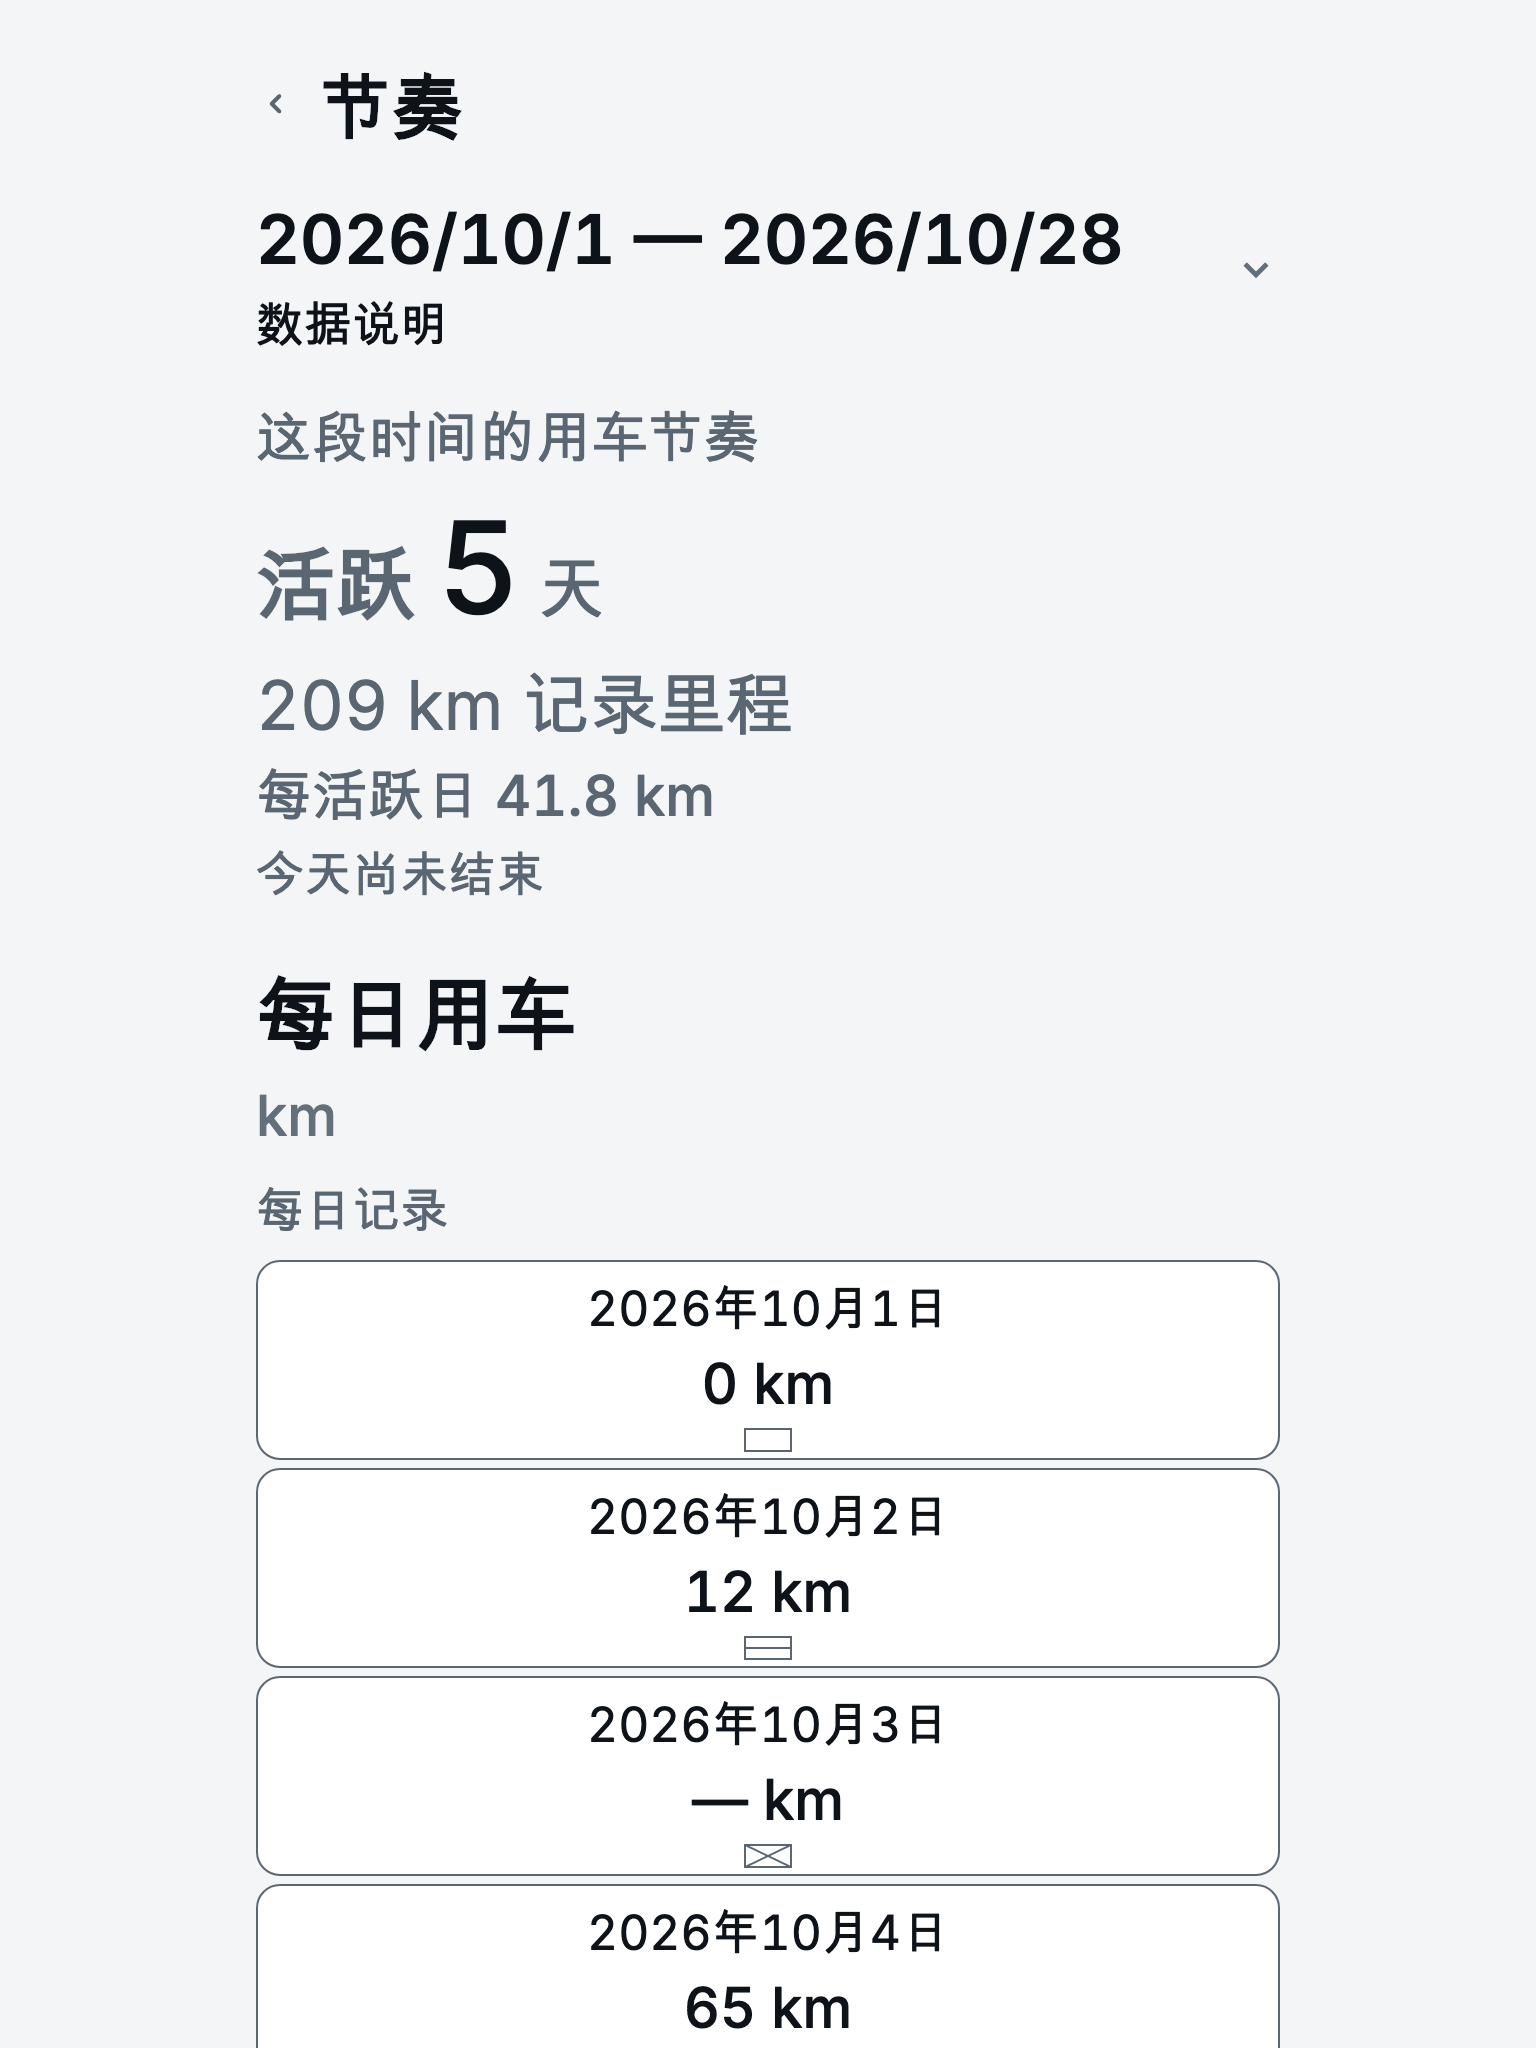 节奏
2026/10/1 — 2026/10/28
数据说明
这段时间的用车节奏
活跃 5 天
209 km 记录里程
每活跃日 41.8 km
今天尚未结束
每日用车
km
每日记录
2026年10月1日
0 km
2026年10月2日
12 km
2026年10月3日
— km
2026年10月4日
65 km